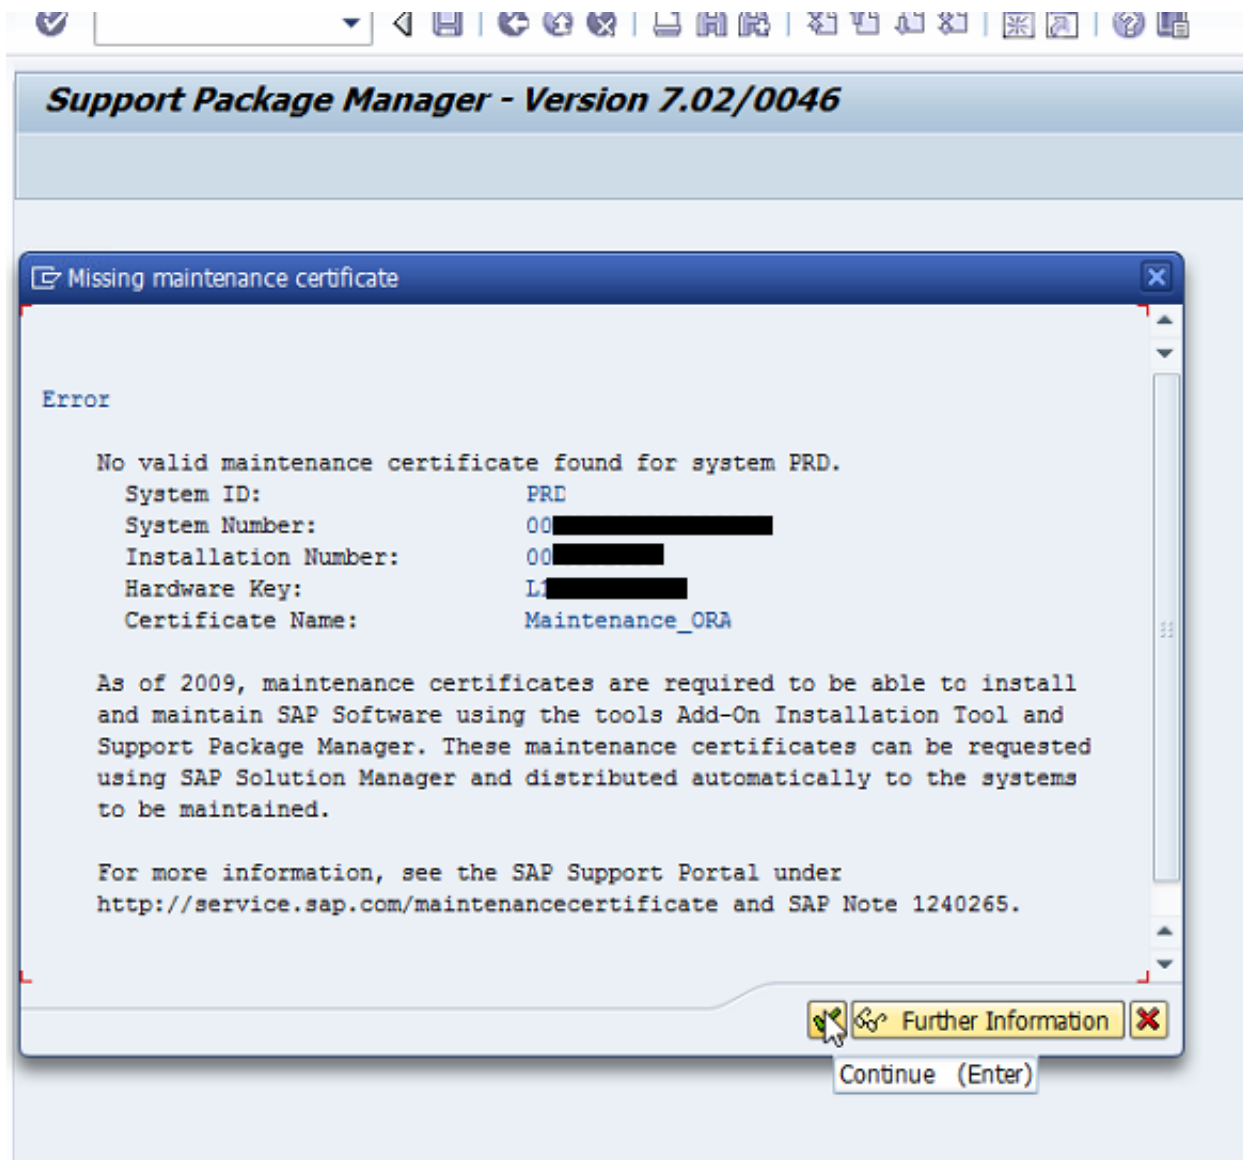 Support Package Manager - Version 7.02/0046
Missing maintenance certificate
Error
No valid maintenance certificate found for system PRD.
System ID: PRD
System Number: 00
Installation Number: 00
Hardware Key: L1
Certificate Name: Maintenance_ORA
As of 2009, maintenance certificates are required to be able to install
and maintain SAP Software using the tools Add-On Installation Tool and
Support Package Manager. These maintenance certificates can be requested
using SAP Solution Manager and distributed automatically to the systems
to be maintained.
For more information, see the SAP Support Portal under
http://service.sap.com/maintenancecertificate and SAP Note 1240265.
Further Information
Continue (Enter)